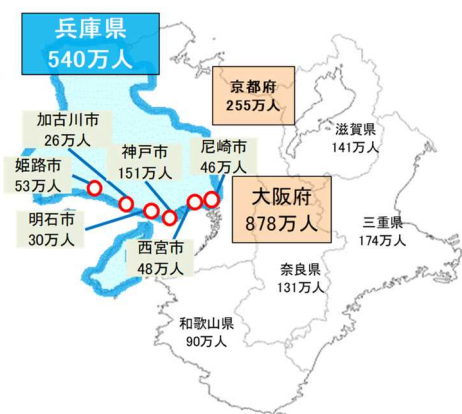 兵庫県
540万人
京都府
255万人
滋賀県
141万人
加古川市
26万人
神戸市
151万人
尼崎市
46万人
姫路市
53万人
明石市
30万人
西宮市
48万人
大阪府
878万人
三重県
174万人
奈良県
131万人
和歌山県
90万人